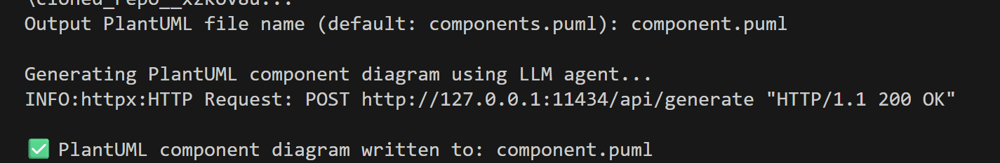 Output PlantUML file name (default: components.puml): component.puml
Generating PlantUML component diagram using LLM agent...
INFO:httpx:HTTP Request: POST http://127.0.0.1:11434/api/generate "HTTP/1.1 200 OK"
✅ PlantUML component diagram written to: component.puml